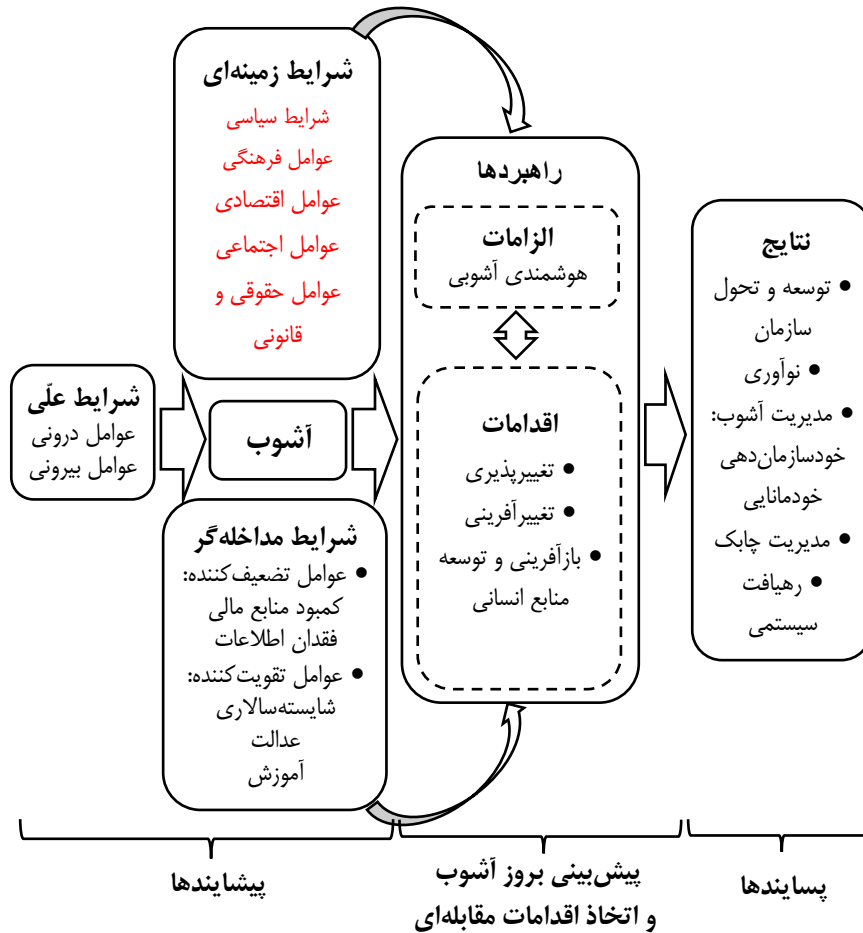 شرایط زمینه‌ای
شرایط سیاسی
عوامل فرهنگی
عوامل اقتصادی
عوامل اجتماعی
عوامل حقوقی و
قانونی
شرایط علّی
عوامل درونی
عوامل بیرونی
آشوب
شرایط مداخله‌گر
● عوامل تضعیف‌کننده:
کمبود منابع مالی
فقدان اطلاعات
● عوامل تقویت‌کننده:
شایسته‌سالاری
عدالت
آموزش
راهبردها
الزامات
هوشمندی آشوبی
اقدامات
● تغییرپذیری
● تغییرآفرینی
● بازآفرینی و توسعه
منابع انسانی
نتایج
● توسعه و تحول
سازمان
● نوآوری
● مدیریت آشوب:
خودسازمان‌دهی
خودمانایی
● مدیریت چابک
● رهیافت
سیستمی
پیشایندها
پیش‌بینی بروز آشوب
و اتخاذ اقدامات مقابله‌ای
پسایندها